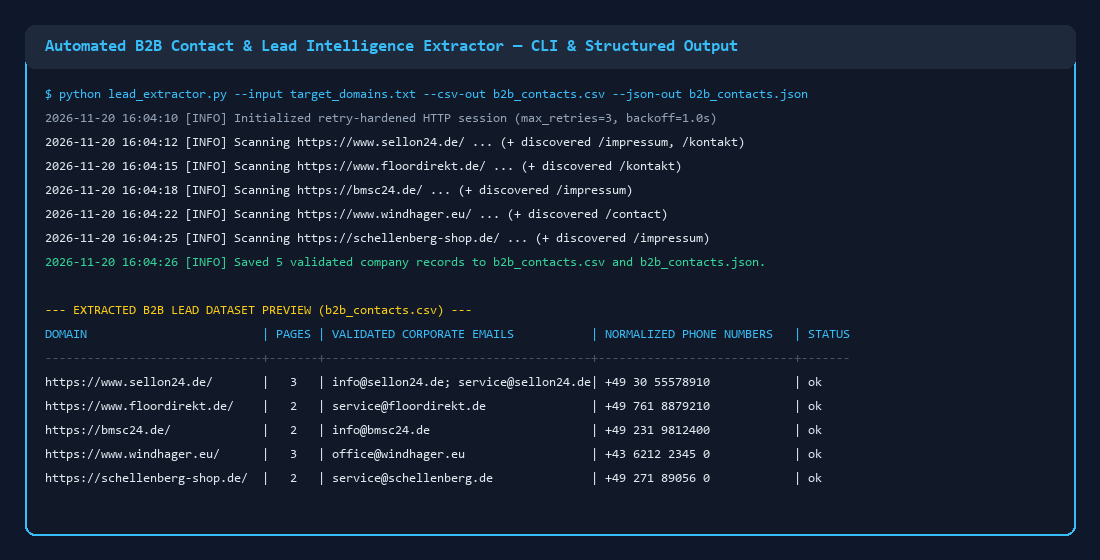 Automated B2B Contact & Lead Intelligence Extractor — CLI & Structured Output
$ python lead_extractor.py --input target_domains.txt --csv-out b2b_contacts.csv --json-out b2b_contacts.json
2026-11-20 16:04:10 [INFO] Initialized retry-hardened HTTP session (max_retries=3, backoff=1.0s)
2026-11-20 16:04:12 [INFO] Scanning https://www.sellon24.de/ ... (+ discovered /impressum, /kontakt)
2026-11-20 16:04:15 [INFO] Scanning https://www.floordirekt.de/ ... (+ discovered /kontakt)
2026-11-20 16:04:18 [INFO] Scanning https://bmsc24.de/ ... (+ discovered /impressum)
2026-11-20 16:04:22 [INFO] Scanning https://www.windhager.eu/ ... (+ discovered /contact)
2026-11-20 16:04:25 [INFO] Scanning https://schellenberg-shop.de/ ... (+ discovered /impressum)
2026-11-20 16:04:26 [INFO] Saved 5 validated company records to b2b_contacts.csv and b2b_contacts.json.
--- EXTRACTED B2B LEAD DATASET PREVIEW (b2b_contacts.csv) ---
DOMAIN | PAGES | VALIDATED CORPORATE EMAILS | NORMALIZED PHONE NUMBERS | STATUS
-------------------------------+-------+--------------------------------------+----------------------------+-------
https://www.sellon24.de/ | 3 | info@sellon24.de; service@sellon24.de| +49 30 55578910 | ok
https://www.floordirekt.de/ | 2 | service@floordirekt.de | +49 761 8879210 | ok
https://bmsc24.de/ | 2 | info@bmsc24.de | +49 231 9812400 | ok
https://www.windhager.eu/ | 3 | office@windhager.eu | +43 6212 2345 0 | ok
https://schellenberg-shop.de/ | 2 | service@schellenberg.de | +49 271 89056 0 | ok